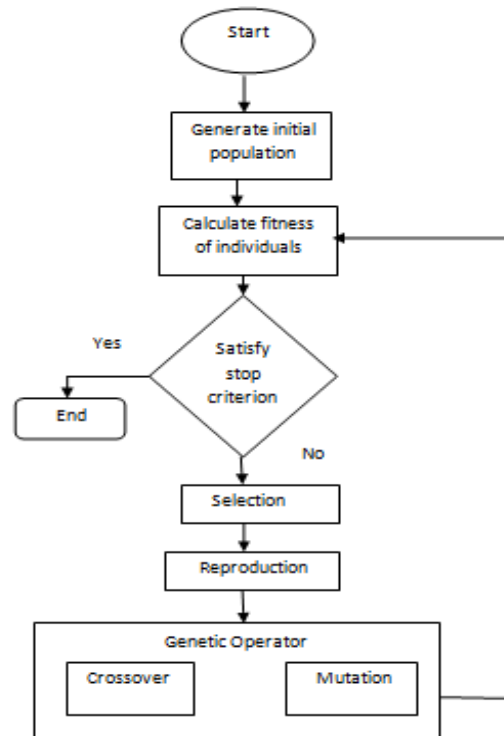 Start
Generate initial
population
Calculate fitness
of individuals
Yes
Satisfy
stop
criterion
End
No
Selection
Reproduction
Genetic Operator
Crossover
Mutation